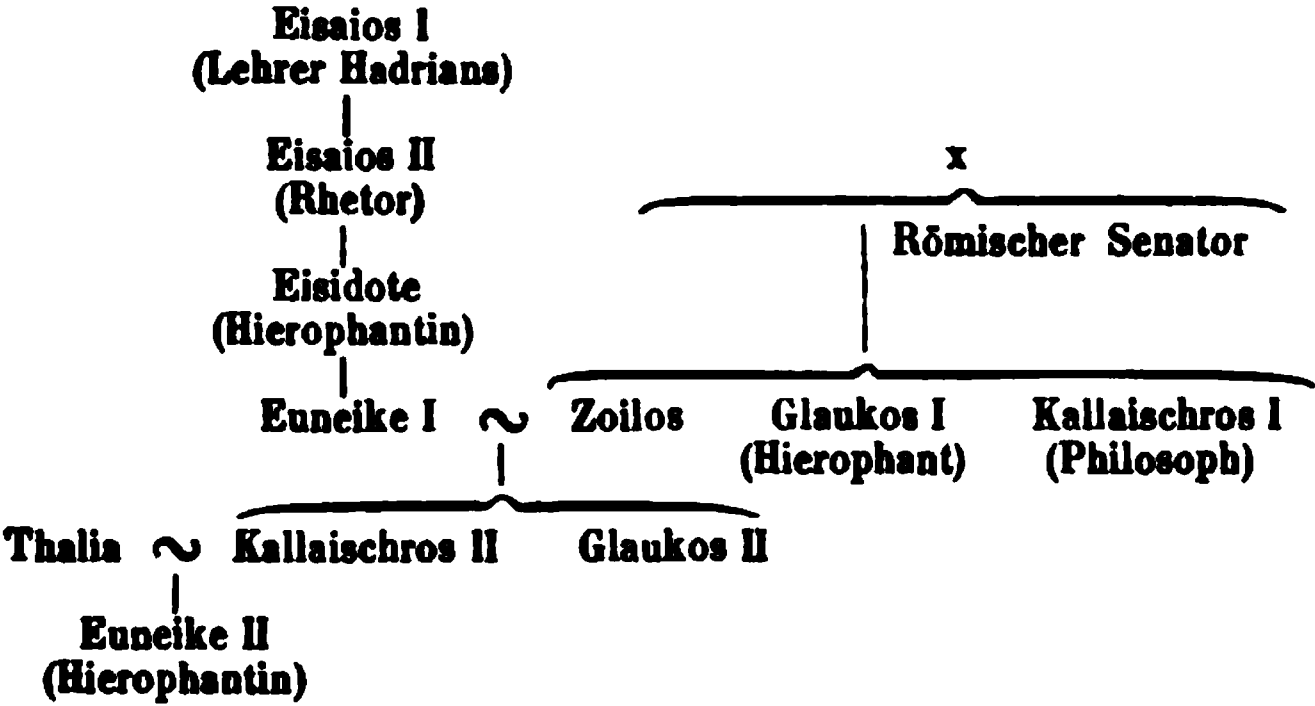 Eisaios I
(Lehrer Hadrians)
Eisaios II
(Rhetor)
x
Römischer Senator
Eisidote
(Hierophantin)
Euneike I ~ Zoilos Glaukos I Kallaischros I
(Hierophant) (Philosoph)
Thalia ~ Kallaischros II Glaukos II
Euneike II
(Hierophantin)